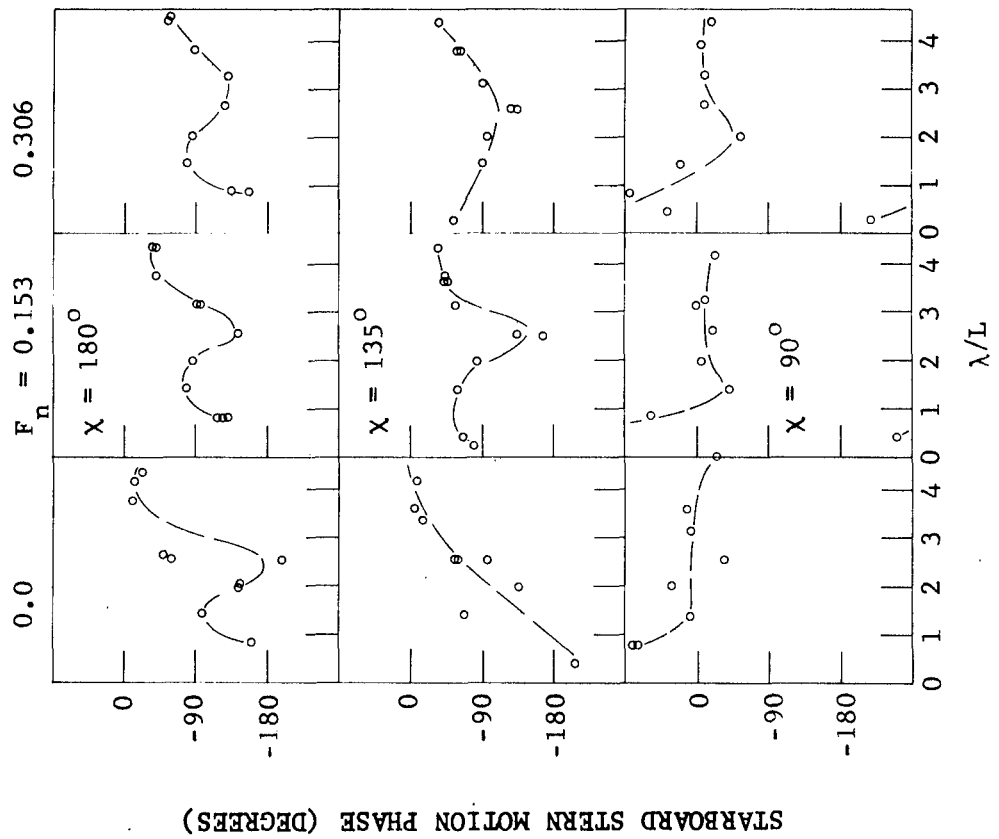 0.0
Fn = 0.153
0.306
χ = 180°
0
-90
-180
χ = 135°
0
-90
-180
χ = 90°
0
-90
-180
0 1 2 3 4
0 1 2 3 4
0 1 2 3 4
λ/L
STARBOARD STERN MOTION PHASE (DEGREES)